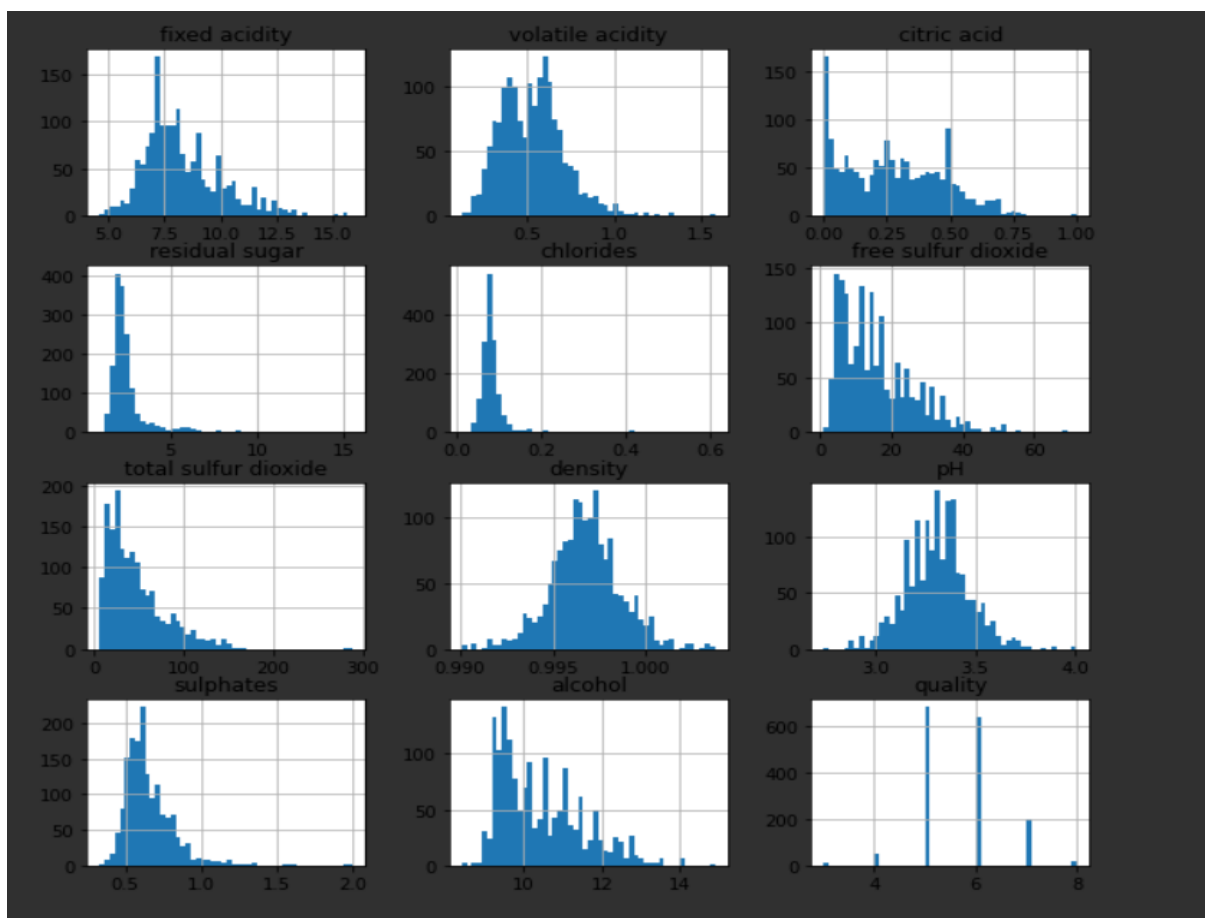 fixed acidity volatile acidity citric acid
150 100 50 0
5.0 7.5 10.0 12.5 15.0
100 50 0
0.5 1.0 1.5
150 100 50 0
0.00 0.25 0.50 0.75 1.00
residual sugar chlorides free sulfur dioxide
400 300 200 100 0
5 10 15
400 200 0
0.0 0.2 0.4 0.6
150 100 50 0
0 20 40 60
total sulfur dioxide density pH
200 150 100 50 0
0 100 200 300
100 50 0
0.990 0.995 1.000
100 50 0
3.0 3.5 4.0
sulphates alcohol quality
200 150 100 50 0
0.5 1.0 1.5 2.0
100 50 0
10 12 14
600 400 200 0
4 6 8